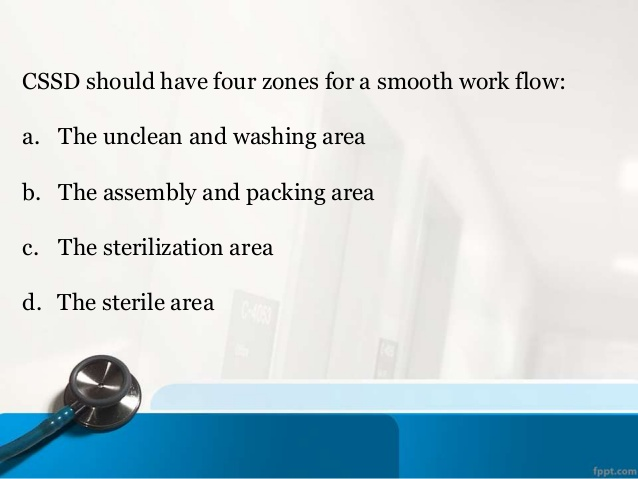 CSSD should have four zones for a smooth work flow:
a. The unclean and washing area
b. The assembly and packing area
c. The sterilization area
d. The sterile area
fppt.com